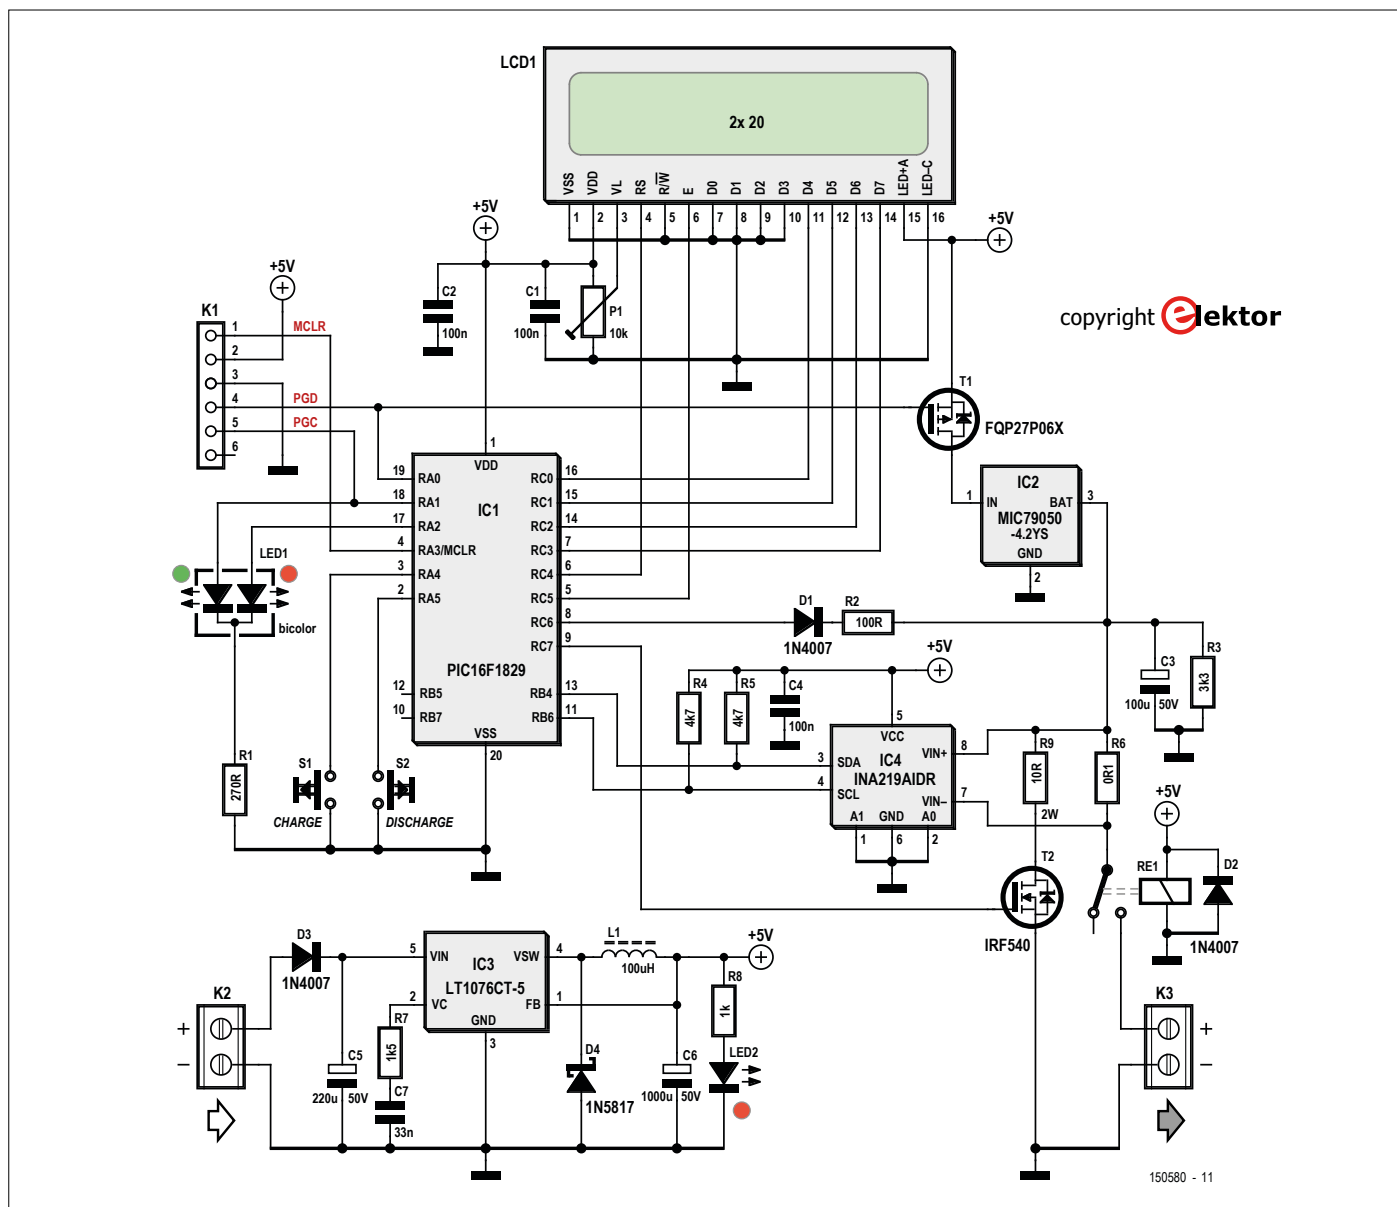 LCD1
2x 20
VSS VDD VL RS R/W E D0 D1 D2 D3 D4 D5 D6 D7 LED+A LED–C
1 2 3 4 5 6 7 8 9 10 11 12 13 14 15 16
+5V
+5V
+5V
K1
1
2
3
4
5
6
MCLR
PGD
PGC
C2
100n
C1
100n
P1
10k
copyright elektor
T1
FQP27P06X
1
VDD
IC1
PIC16F1829
19 RA0
18 RA1
17 RA2
4 RA3/MCLR
3 RA4
2 RA5
12 RB5
10 RB7
RC0 16
RC1 15
RC2 14
RC3 7
RC4 6
RC5 5
RC6 8
RC7 9
RB4 13
RB6 11
VSS
20
IC2
1 IN
BAT 3
MIC79050
-4.2YS
GND
2
LED1
bicolor
R1
270R
S1
CHARGE
S2
DISCHARGE
D1
1N4007
R2
100R
+5V
R4
4k7
R5
4k7
C4
100n
5
VCC
IC4
INA219AIDR
3 SDA
4 SCL
VIN+ 8
VIN– 7
A1 GND A0
1 6 2
R9
10R
2W
R6
0R1
C3
100u 50V
R3
3k3
T2
IRF540
+5V
RE1
D2
1N4007
K2
+
–
D3
1N4007
C5
220u 50V
R7
1k5
C7
33n
5 VIN
2 VC
IC3
LT1076CT-5
VSW 4
FB 1
GND
3
L1
100uH
+5V
D4
1N5817
C6
1000u 50V
R8
1k
LED2
K3
+
–
150580 - 11